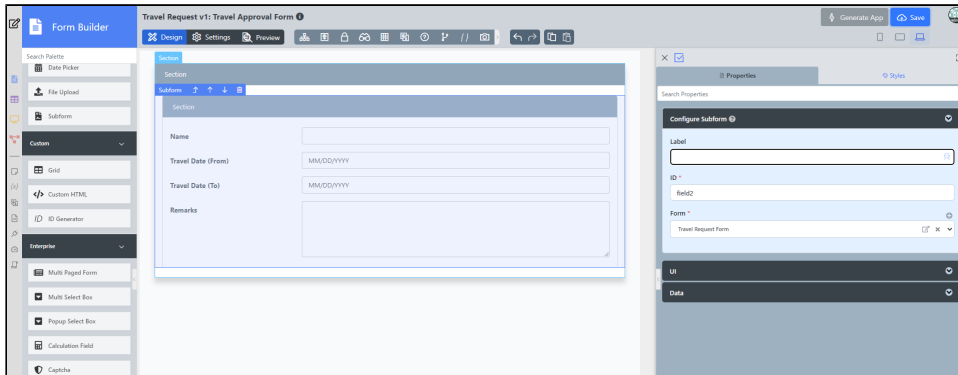 Form Builder
Travel Request v1: Travel Approval Form
Generate App
Save
Design
Settings
Preview
Search Palette
Date Picker
File Upload
Subform
Custom
Grid
Custom HTML
ID Generator
Enterprise
Multi Paged Form
Multi Select Box
Popup Select Box
Calculation Field
Captcha
Section
Section
Subform
Section
Name
Travel Date (From)
MM/DD/YYYY
Travel Date (To)
MM/DD/YYYY
Remarks
Properties
Styles
Search Properties
Configure Subform
Label
ID *
field2
Form *
Travel Request Form
UI
Data